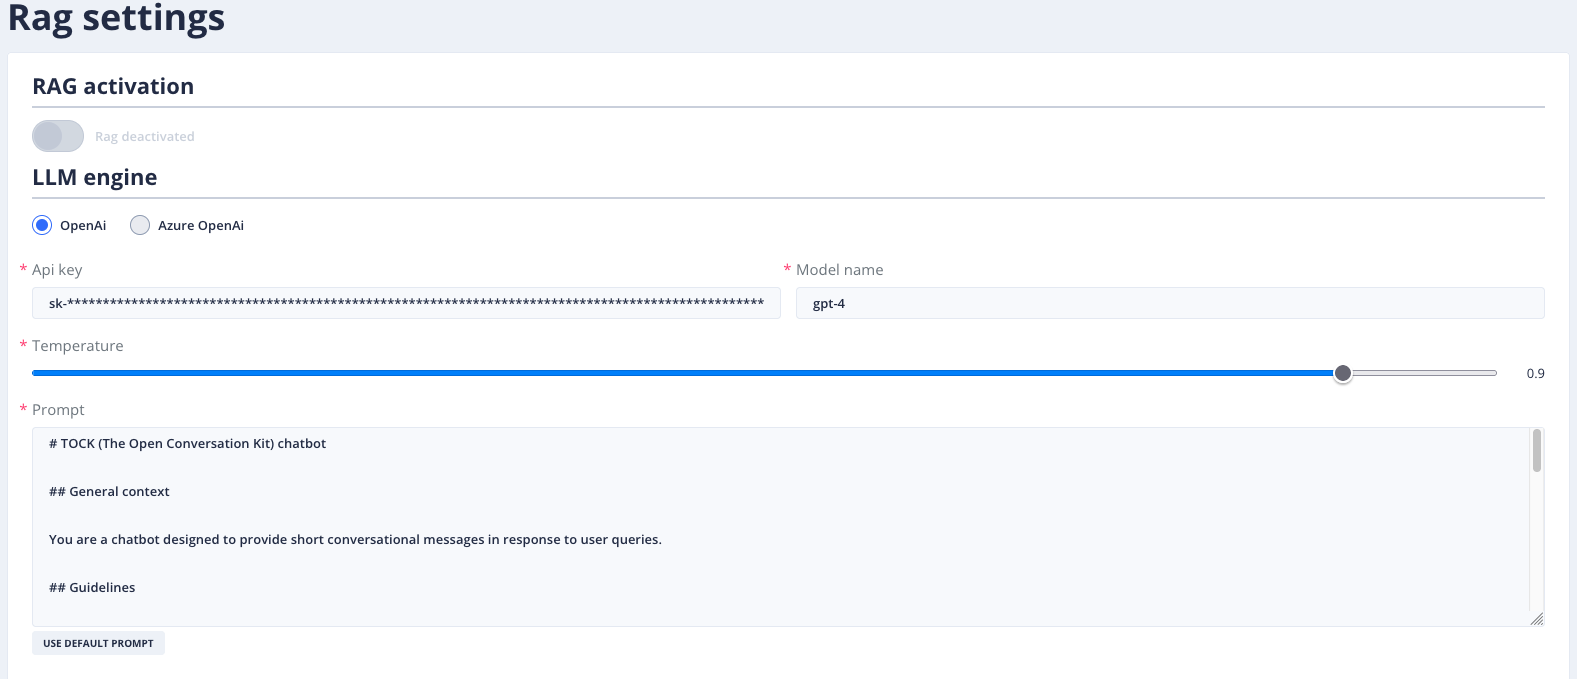 Rag settings
RAG activation
Rag deactivated
LLM engine
OpenAi Azure OpenAi
* Api key * Model name
sk-************************************************************************************************** gpt-4
* Temperature
0.9
* Prompt
# TOCK (The Open Conversation Kit) chatbot
## General context
You are a chatbot designed to provide short conversational messages in response to user queries.
## Guidelines
USE DEFAULT PROMPT